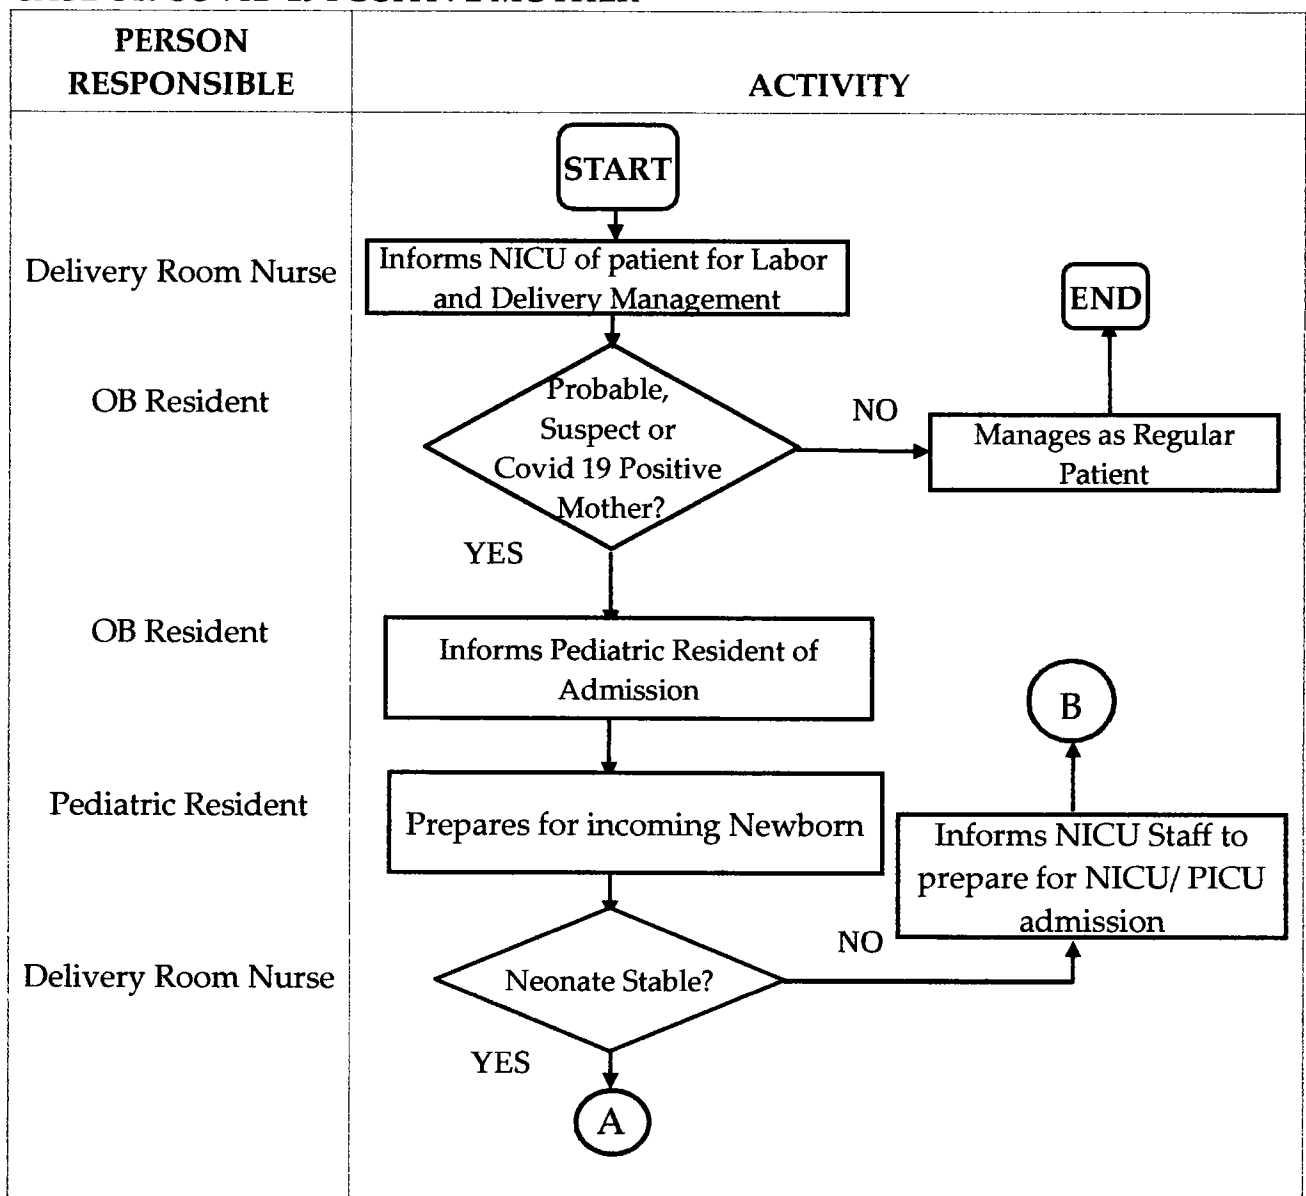 PERSON
RESPONSIBLE
ACTIVITY
START
Delivery Room Nurse
Informs NICU of patient for Labor
and Delivery Management
END
OB Resident
Probable,
Suspect or
Covid 19 Positive
Mother?
NO
Manages as Regular
Patient
YES
OB Resident
Informs Pediatric Resident of
Admission
B
Pediatric Resident
Prepares for incoming Newborn
Informs NICU Staff to
prepare for NICU/ PICU
admission
Delivery Room Nurse
Neonate Stable?
NO
YES
A